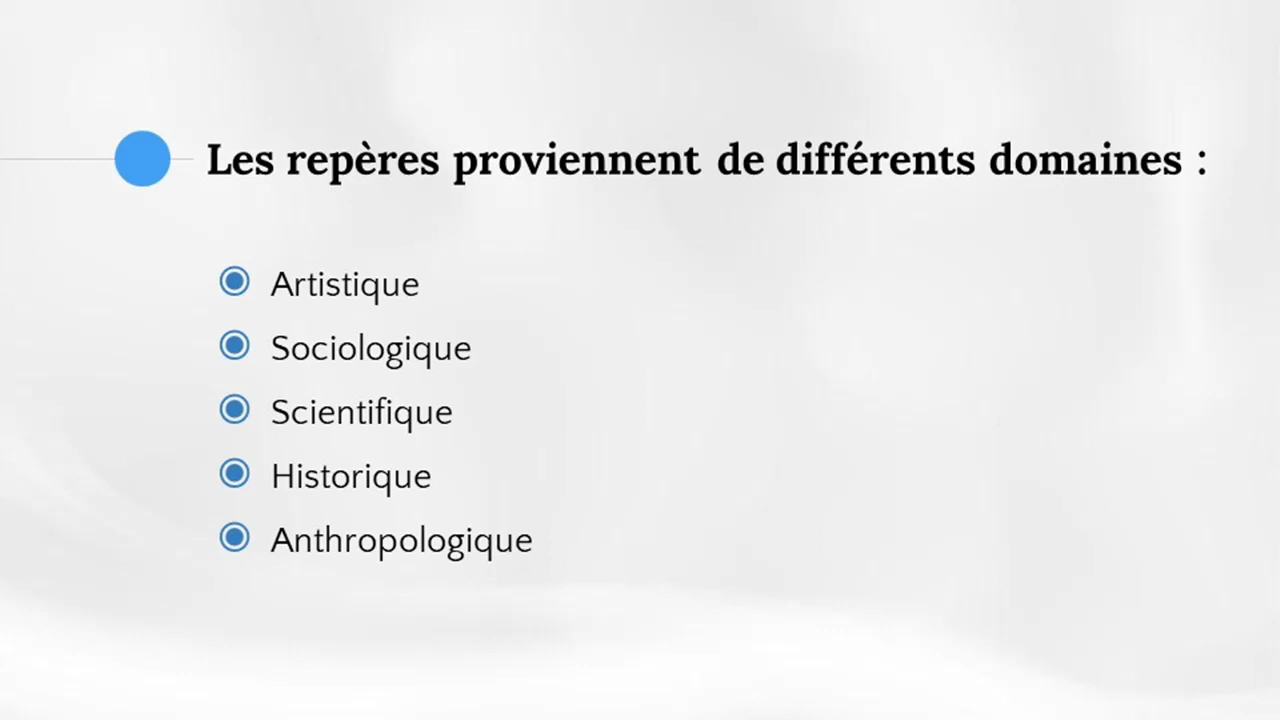 Les repères proviennent de différents domaines :
Artistique
Sociologique
Scientifique
Historique
Anthropologique